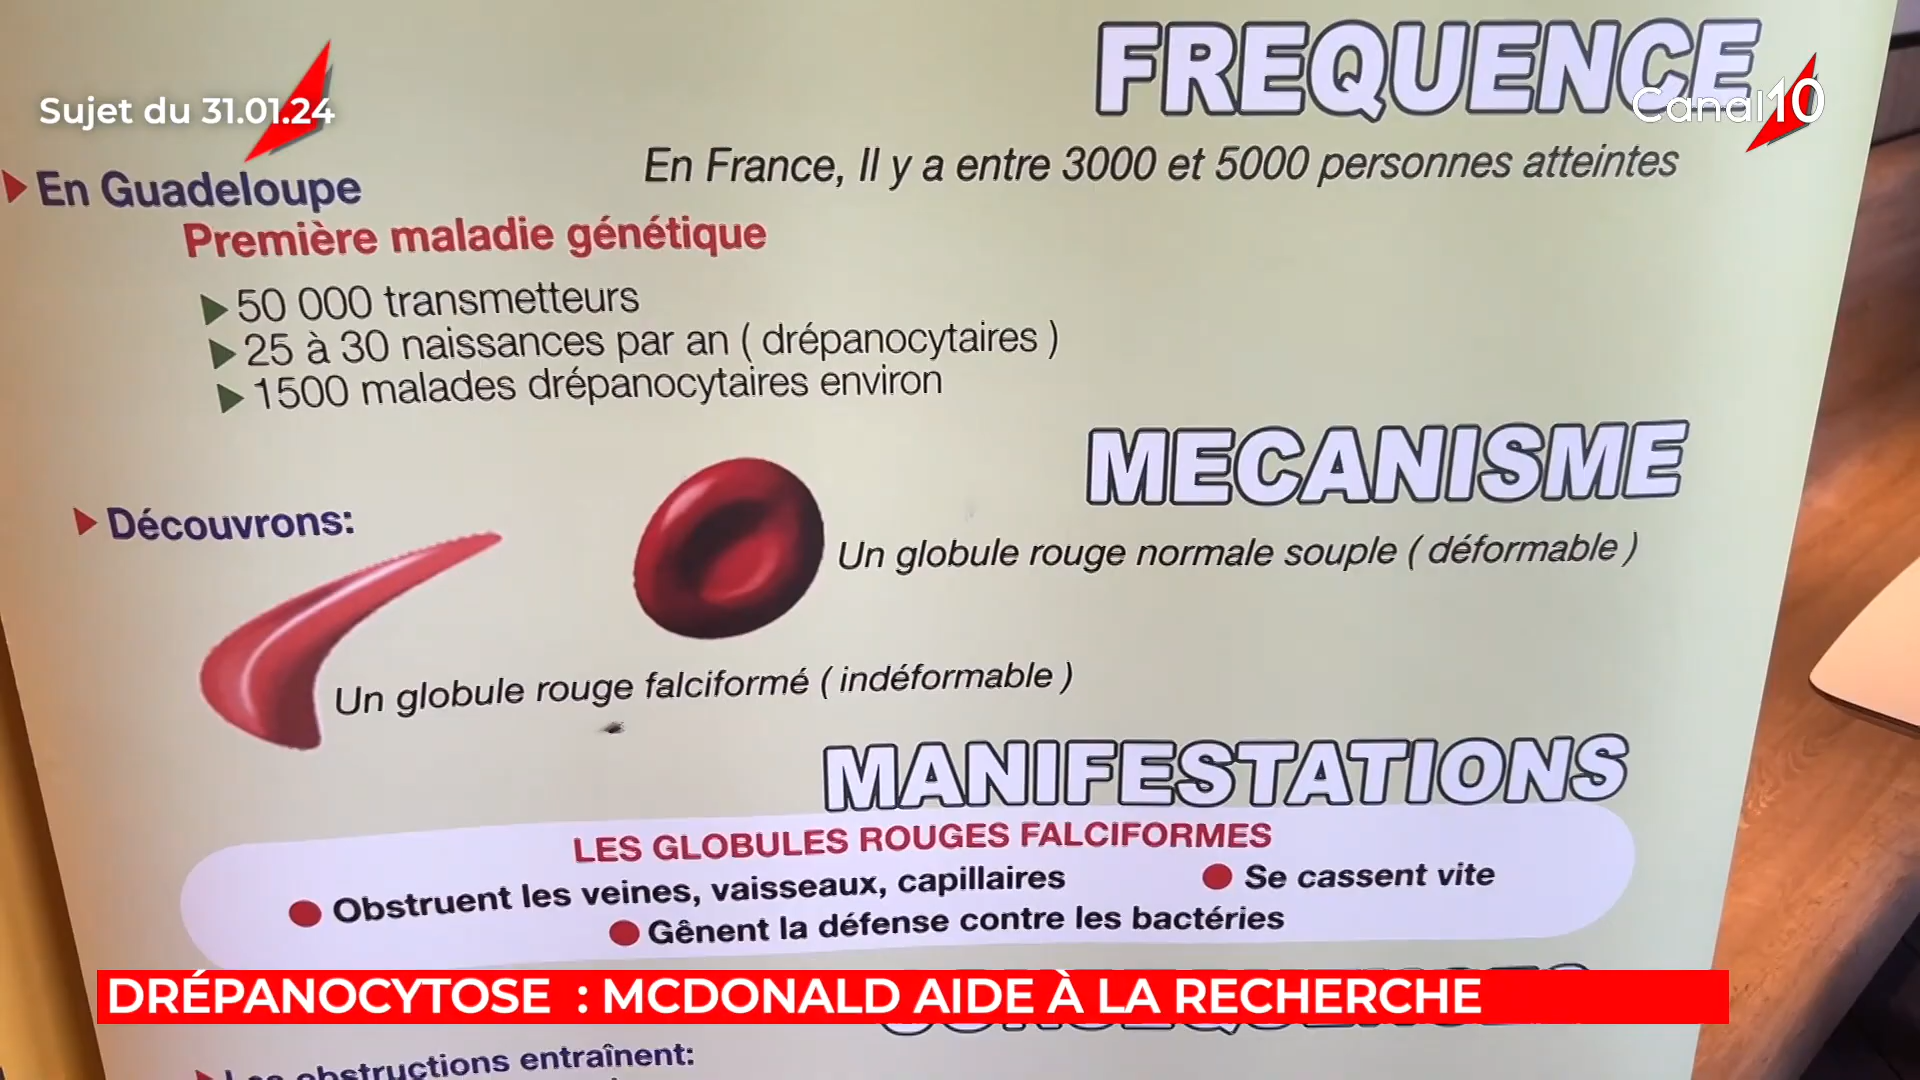 FREQUENCE
Sujet du 31.01.24
Canal10
En France, Il y a entre 3000 et 5000 personnes atteintes
En Guadeloupe
Première maladie génétique
50 000 transmetteurs
25 à 30 naissances par an ( drépanocytaires )
1500 malades drépanocytaires environ
MECANISME
Découvrons:
Un globule rouge normale souple ( déformable )
Un globule rouge falciformé ( indéformable )
MANIFESTATIONS
LES GLOBULES ROUGES FALCIFORMES
Obstruent les veines, vaisseaux, capillaires
Se cassent vite
Gênent la défense contre les bactéries
DRÉPANOCYTOSE : MCDONALD AIDE À LA RECHERCHE
Les obstructions entraînent: